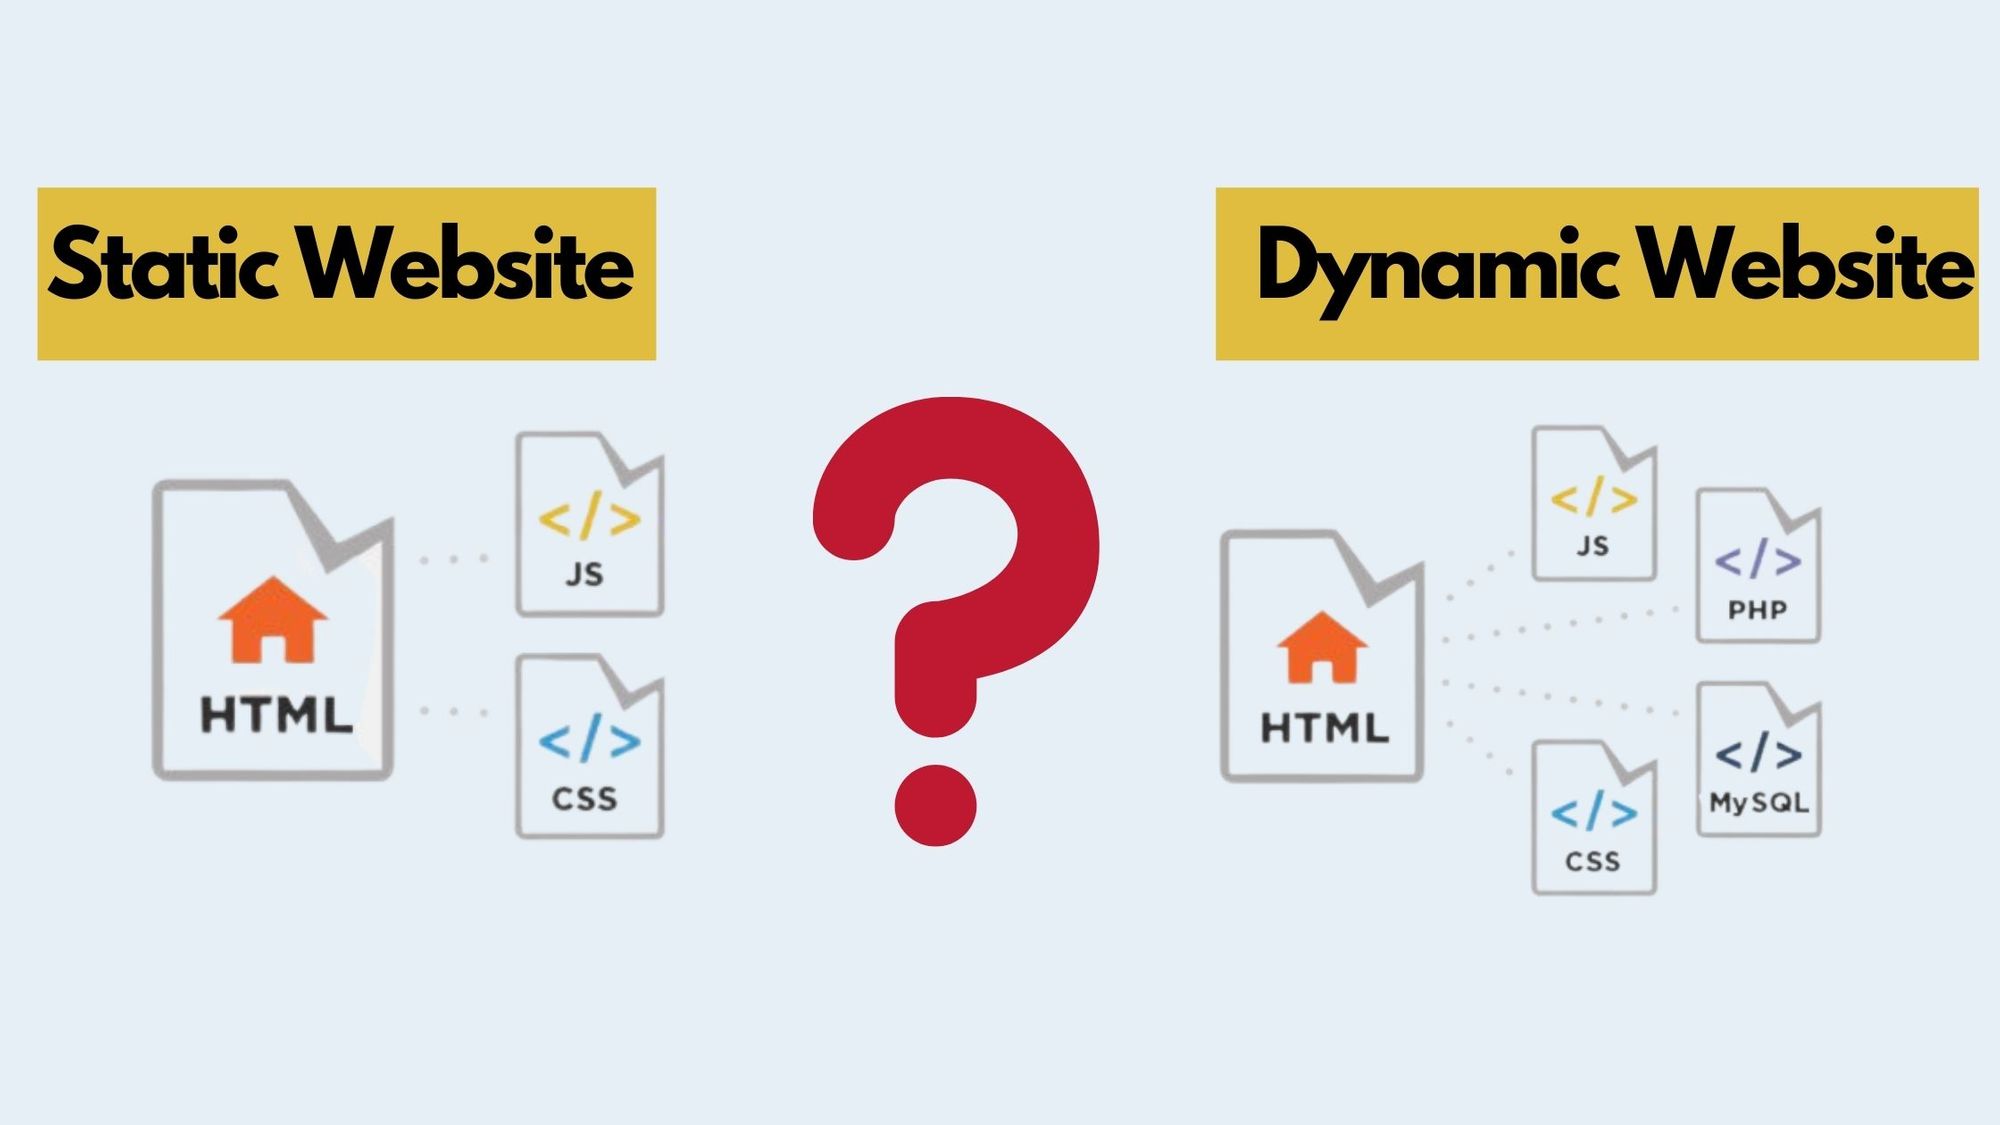 Static Website
HTML
</>
JS
</>
CSS
?
Dynamic Website
HTML
</>
JS
</>
PHP
</>
MySQL
</>
CSS